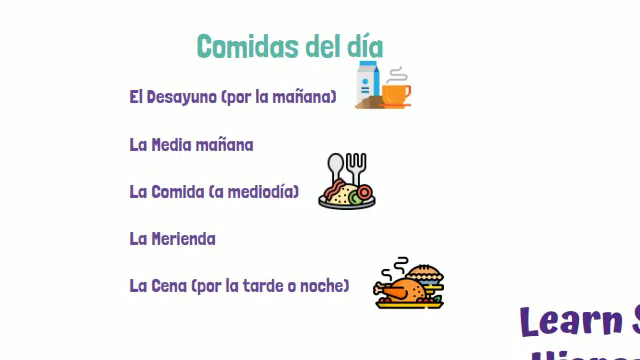 Comidas del día
El Desayuno (por la mañana)
La Media mañana
La Comida (a mediodía)
La Merienda
La Cena (por la tarde o noche)
Learn